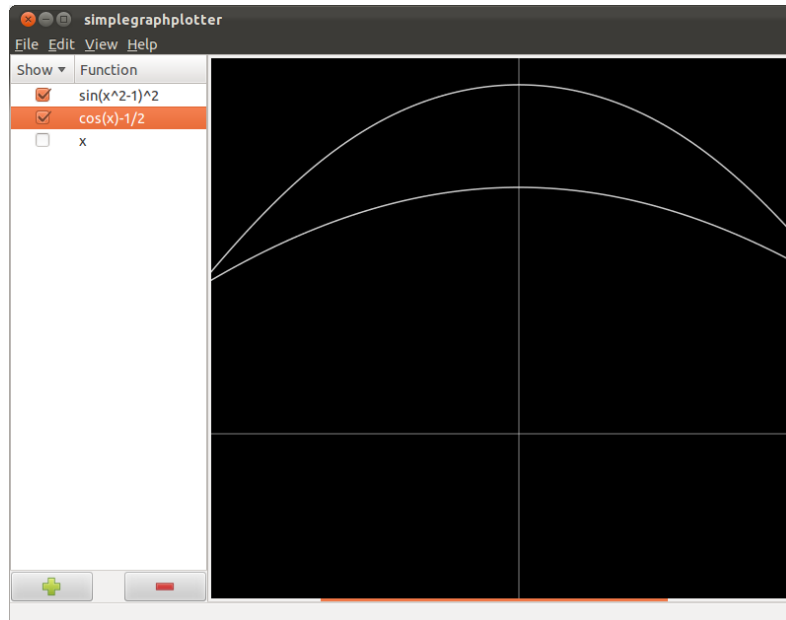 simplegraphplotter
File Edit View Help
Show Function
sin(x^2-1)^2
cos(x)-1/2
x